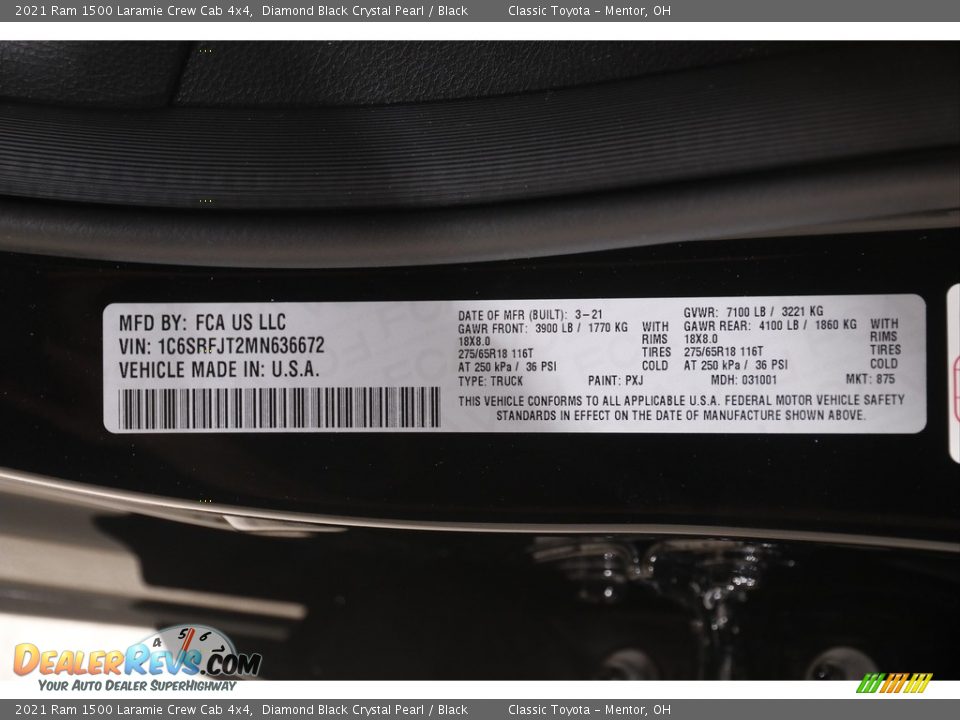 2021 Ram 1500 Laramie Crew Cab 4x4, Diamond Black Crystal Pearl / Black Classic Toyota – Mentor, OH
MFD BY: FCA US LLC
VIN: 1C6SRFJT2MN636672
VEHICLE MADE IN: U.S.A.
DATE OF MFR (BUILT): 3-21
GAWR FRONT: 3900 LB / 1770 KG WITH
18X8.0 RIMS
275/65R18 116T TIRES
AT 250 kPa / 36 PSI COLD
GVWR: 7100 LB / 3221 KG
GAWR REAR: 4100 LB / 1860 KG WITH
18X8.0 RIMS
275/65R18 116T TIRES
AT 250 kPa / 36 PSI COLD
TYPE: TRUCK PAINT: PXJ MDH: 031001 MKT: 875
THIS VEHICLE CONFORMS TO ALL APPLICABLE U.S.A. FEDERAL MOTOR VEHICLE SAFETY
STANDARDS IN EFFECT ON THE DATE OF MANUFACTURE SHOWN ABOVE.
4 5 6
DEALERREVS.COM
YOUR AUTO DEALER SUPERHIGHWAY
2021 Ram 1500 Laramie Crew Cab 4x4, Diamond Black Crystal Pearl / Black Classic Toyota – Mentor, OH